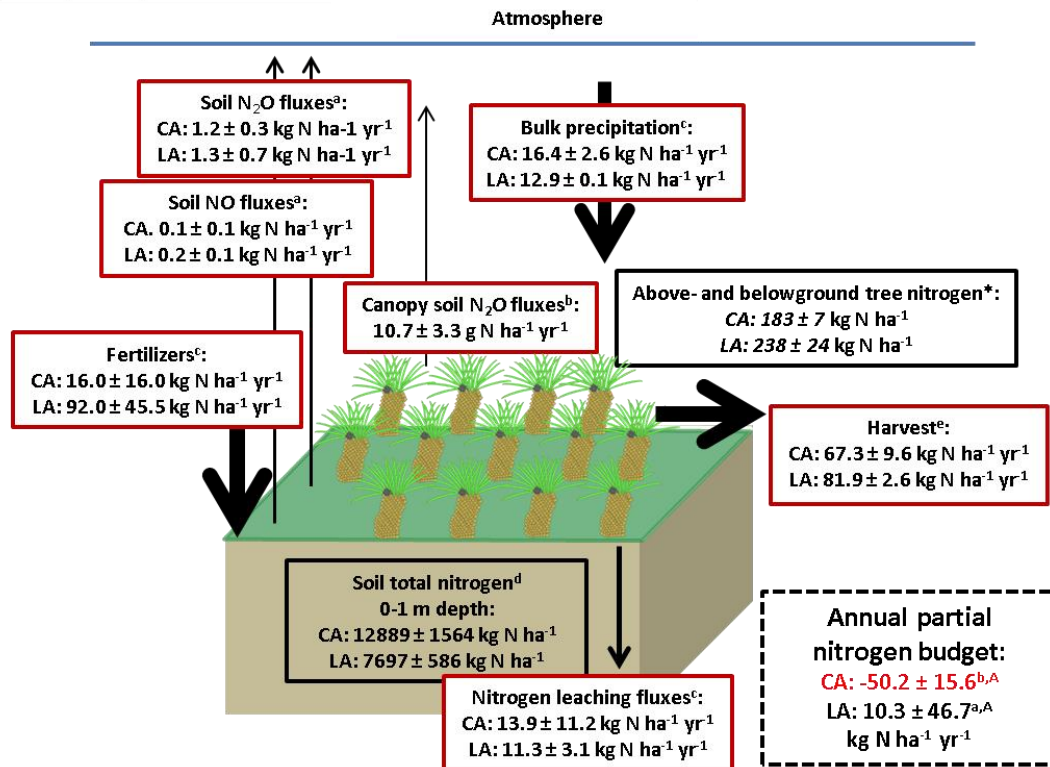 Atmosphere
Soil N₂O fluxesᵃ:
CA: 1.2 ± 0.3 kg N ha-1 yr⁻¹
LA: 1.3 ± 0.7 kg N ha-1 yr⁻¹
Soil NO fluxesᵃ:
CA. 0.1 ± 0.1 kg N ha⁻¹ yr⁻¹
LA: 0.2 ± 0.1 kg N ha⁻¹ yr⁻¹
Bulk precipitationᶜ:
CA: 16.4 ± 2.6 kg N ha⁻¹ yr⁻¹
LA: 12.9 ± 0.1 kg N ha⁻¹ yr⁻¹
Canopy soil N₂O fluxesᵇ:
10.7 ± 3.3 g N ha⁻¹ yr⁻¹
Above- and belowground tree nitrogen*:
CA: 183 ± 7 kg N ha⁻¹
LA: 238 ± 24 kg N ha⁻¹
Fertilizersᶜ:
CA: 16.0 ± 16.0 kg N ha⁻¹ yr⁻¹
LA: 92.0 ± 45.5 kg N ha⁻¹ yr⁻¹
Harvestᵉ:
CA: 67.3 ± 9.6 kg N ha⁻¹ yr⁻¹
LA: 81.9 ± 2.6 kg N ha⁻¹ yr⁻¹
Soil total nitrogenᵈ
0-1 m depth:
CA: 12889 ± 1564 kg N ha⁻¹
LA: 7697 ± 586 kg N ha⁻¹
Nitrogen leaching fluxesᶜ:
CA: 13.9 ± 11.2 kg N ha⁻¹ yr⁻¹
LA: 11.3 ± 3.1 kg N ha⁻¹ yr⁻¹
Annual partial
nitrogen budget:
CA: -50.2 ± 15.6ᵇ,ᴬ
LA: 10.3 ± 46.7ᵃ,ᴬ
kg N ha⁻¹ yr⁻¹